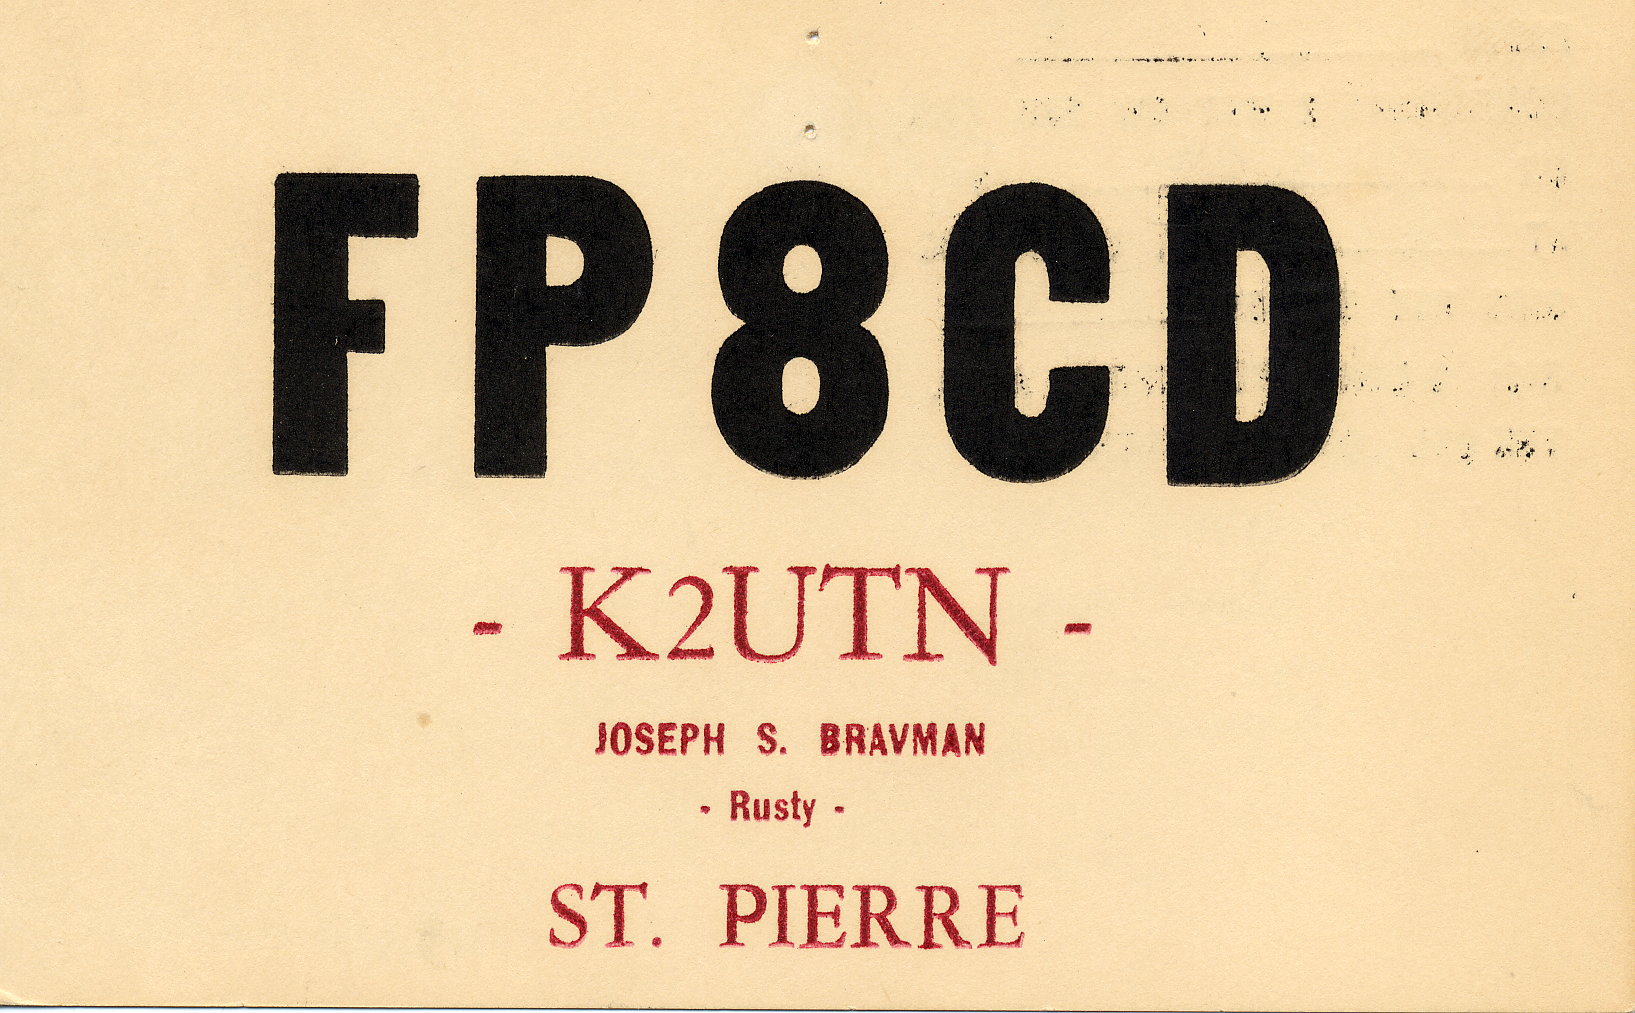 FP8CD
- K2UTN -
JOSEPH S. BRAVMAN
- Rusty -
ST. PIERRE